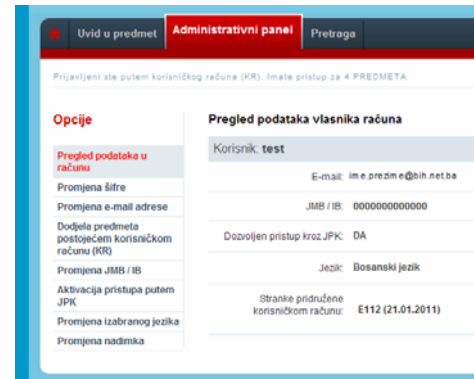 Uvid u predmet
Administrativni panel
Pretraga
Prijavljeni ste putem korisničkog računa (KR). Imate pristup za 4 PREDMETA
Opcije
Pregled podataka u
računu
Promjena šifre
Promjena e-mail adrese
Dodjela predmeta
postojećem korisničkom
računu (KR)
Promjena JMB / IB
Aktivacija pristupa putem
JPK
Promjena izabranog jezika
Promjena nadimka
Pregled podataka vlasnika računa
Korisnik: test
E-mail: ime.prezime@bih.net.ba
JMB / IB: 0000000000000
Dozvoljen pristup kroz JPK: DA
Jezik: Bosanski jezik
Stranke pridružene
korisničkom računu: E112 (21.01.2011)